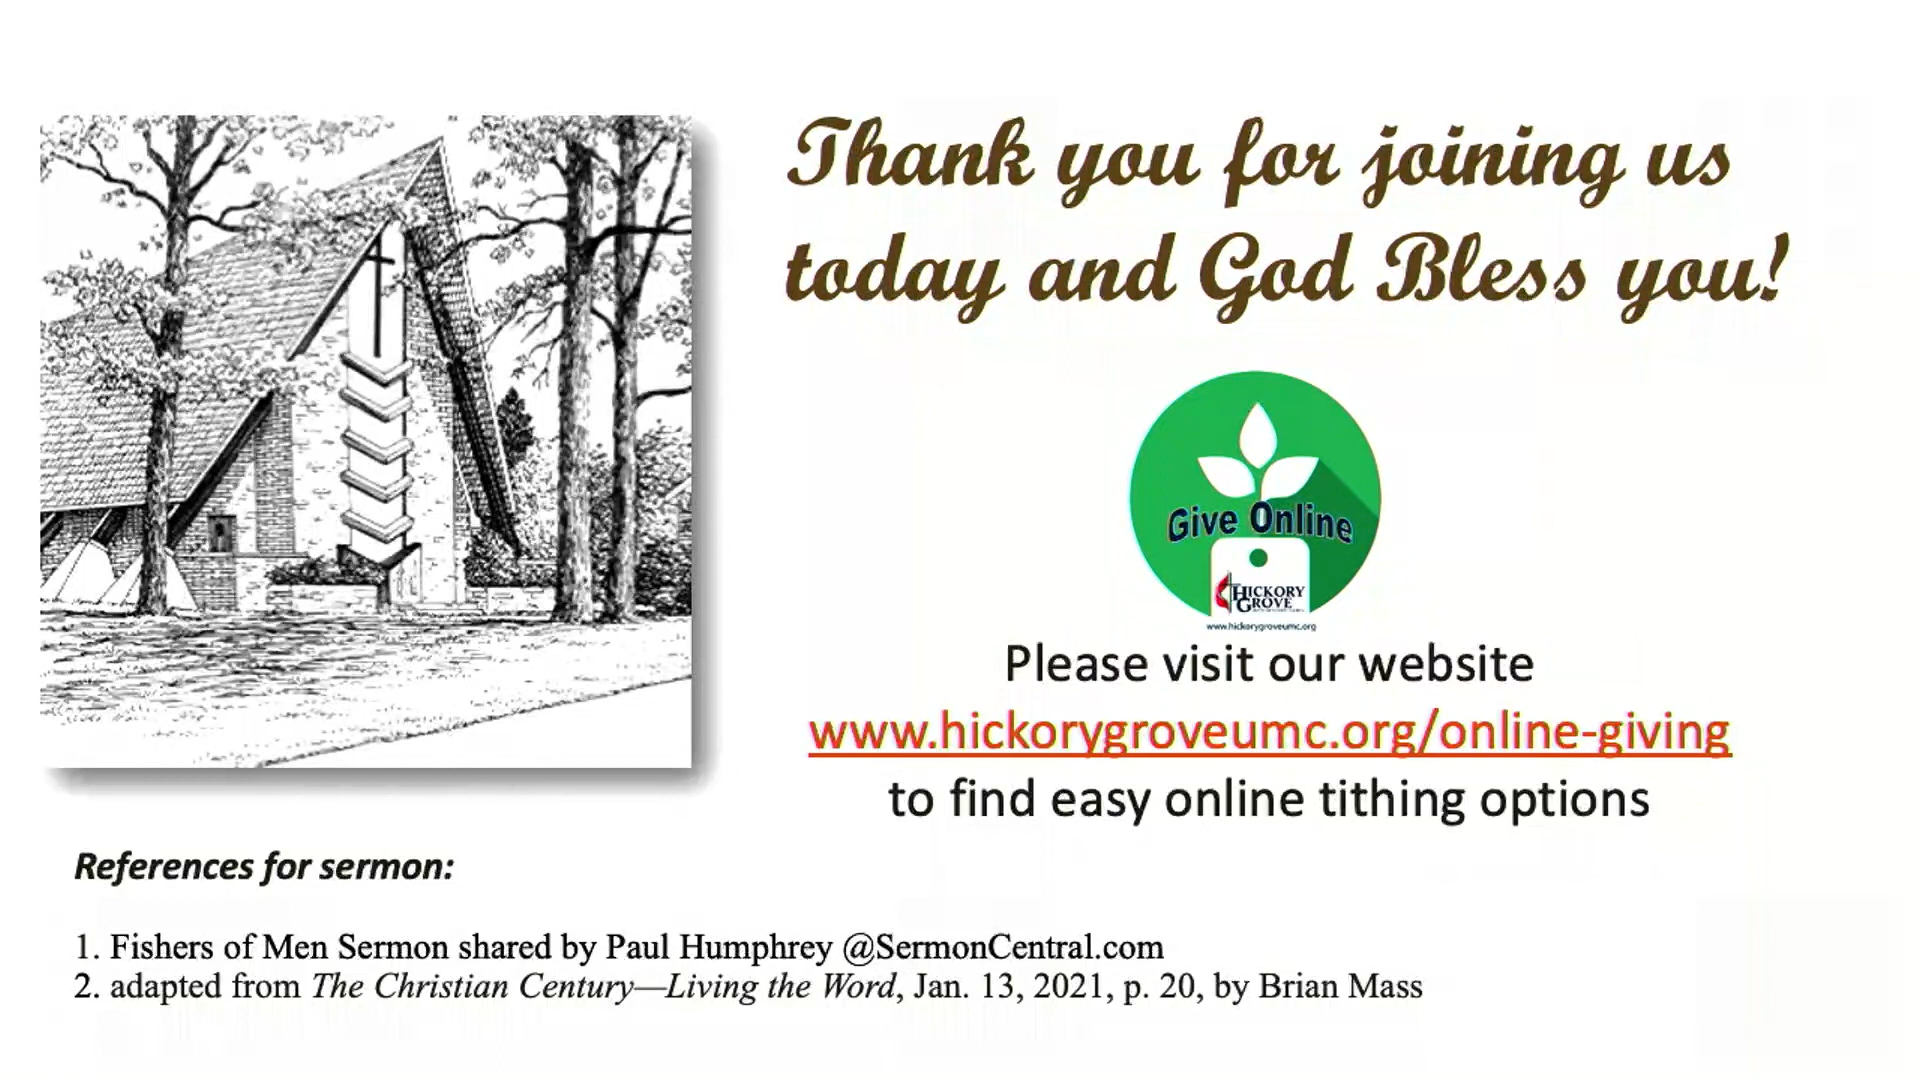 Thank you for joining us
today and God Bless you!
Give Online
HICKORY
GROVE
www.hickorygroveumc.org
Please visit our website
www.hickorygroveumc.org/online-giving
to find easy online tithing options
References for sermon:
1. Fishers of Men Sermon shared by Paul Humphrey @SermonCentral.com
2. adapted from The Christian Century—Living the Word, Jan. 13, 2021, p. 20, by Brian Mass